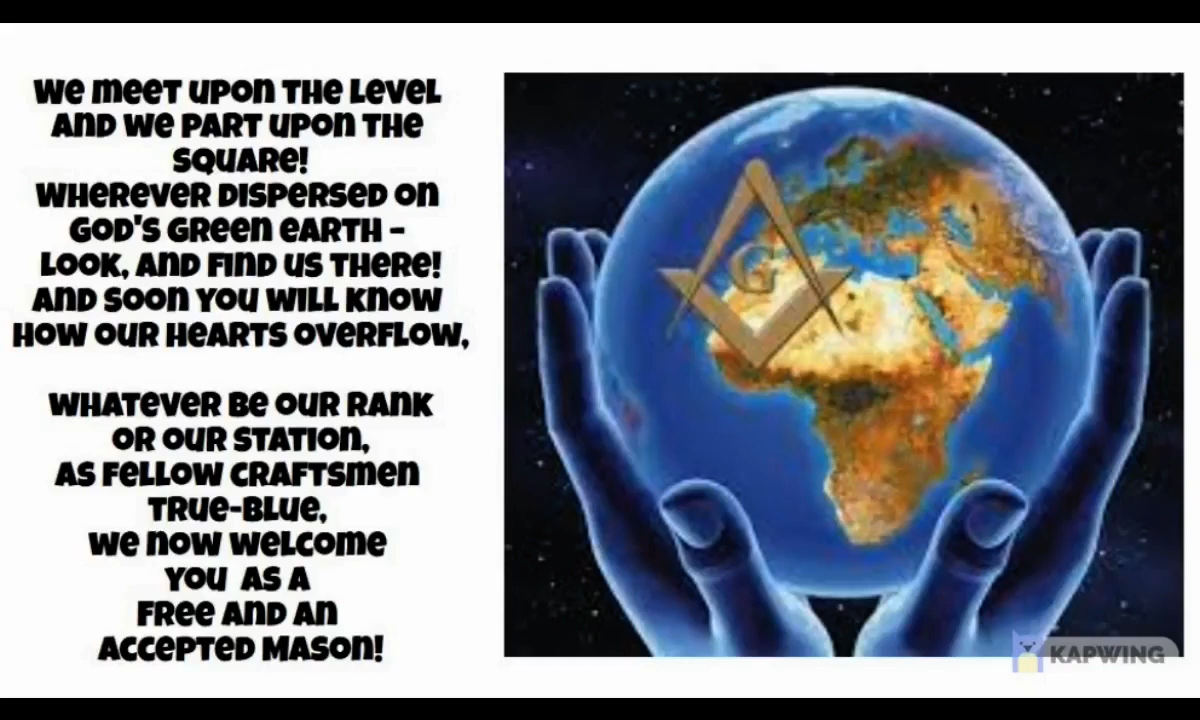 We meet upon the level
and we part upon the
square!
Wherever dispersed on
God's green earth –
Look, and find us there!
And soon you will know
how our hearts overflow,
Whatever be our rank
or our station,
As fellow craftsmen
true-blue,
we now welcome
you as a
Free and an
Accepted Mason!
G
KAPWING